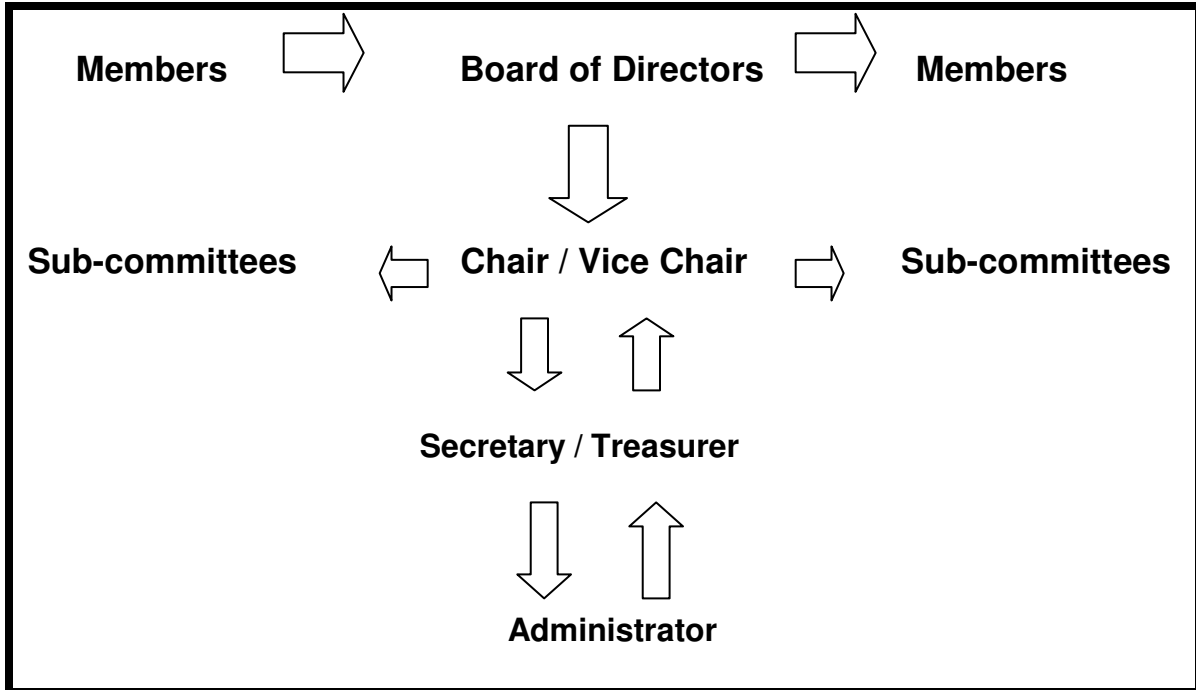 Members Board of Directors Members
Sub-committees Chair / Vice Chair Sub-committees
Secretary / Treasurer
Administrator